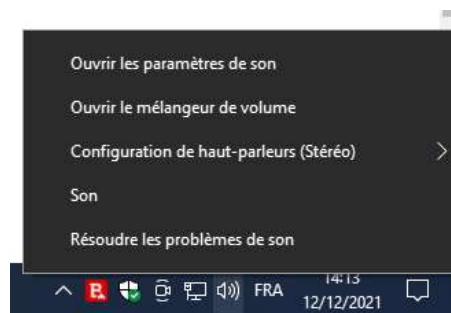 Ouvrir les paramètres de son
Ouvrir le mélangeur de volume
Configuration de haut-parleurs (Stéréo)
Son
Résoudre les problèmes de son
B FRA 14:13
12/12/2021